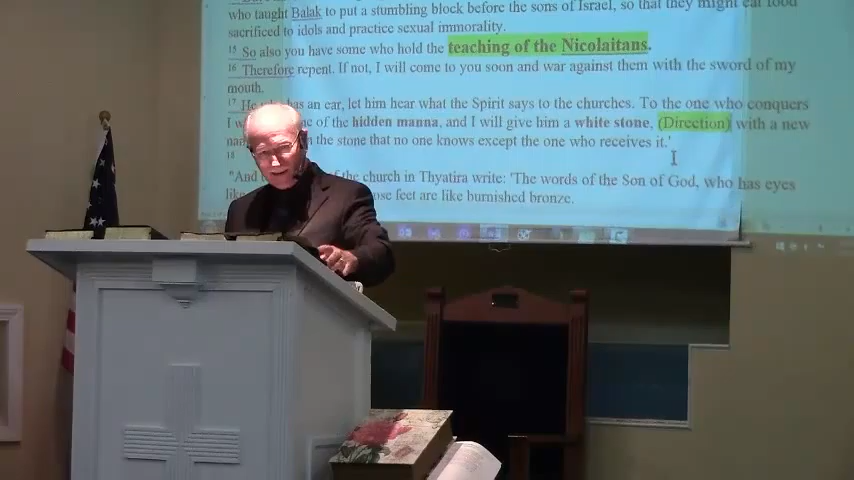 who taught Balak to put a stumbling block before the sons of Israel, so that they might eat food
sacrificed to idols and practice sexual immorality.
15 So also you have some who hold the teaching of the Nicolaitans.
16 Therefore repent. If not, I will come to you soon and war against them with the sword of my
mouth.
17 He has an ear, let him hear what the Spirit says to the churches. To the one who conquers
I of the hidden manna, and I will give him a white stone, (Direction) with a new
the stone that no one knows except the one who receives it.'
18
"And of the church in Thyatira write: 'The words of the Son of God, who has eyes
feet are like burnished bronze.